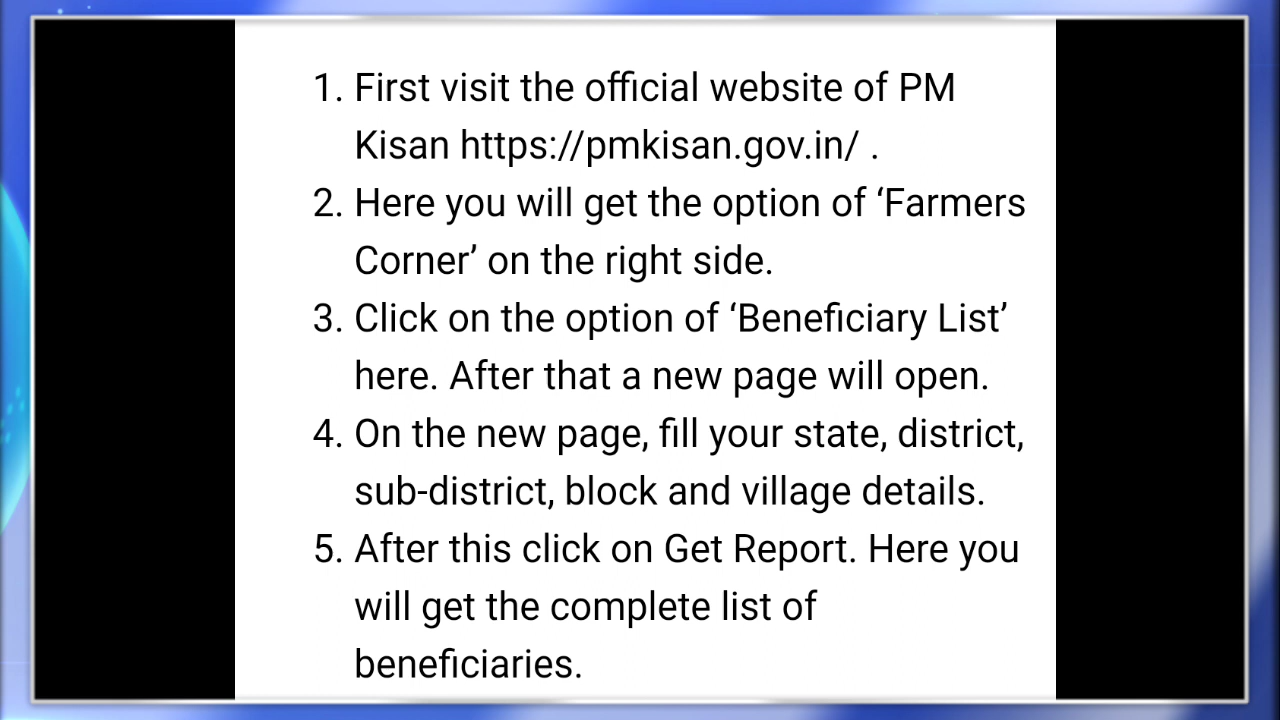 1. First visit the official website of PM
Kisan https://pmkisan.gov.in/ .
2. Here you will get the option of ‘Farmers
Corner’ on the right side.
3. Click on the option of ‘Beneficiary List’
here. After that a new page will open.
4. On the new page, fill your state, district,
sub-district, block and village details.
5. After this click on Get Report. Here you
will get the complete list of
beneficiaries.